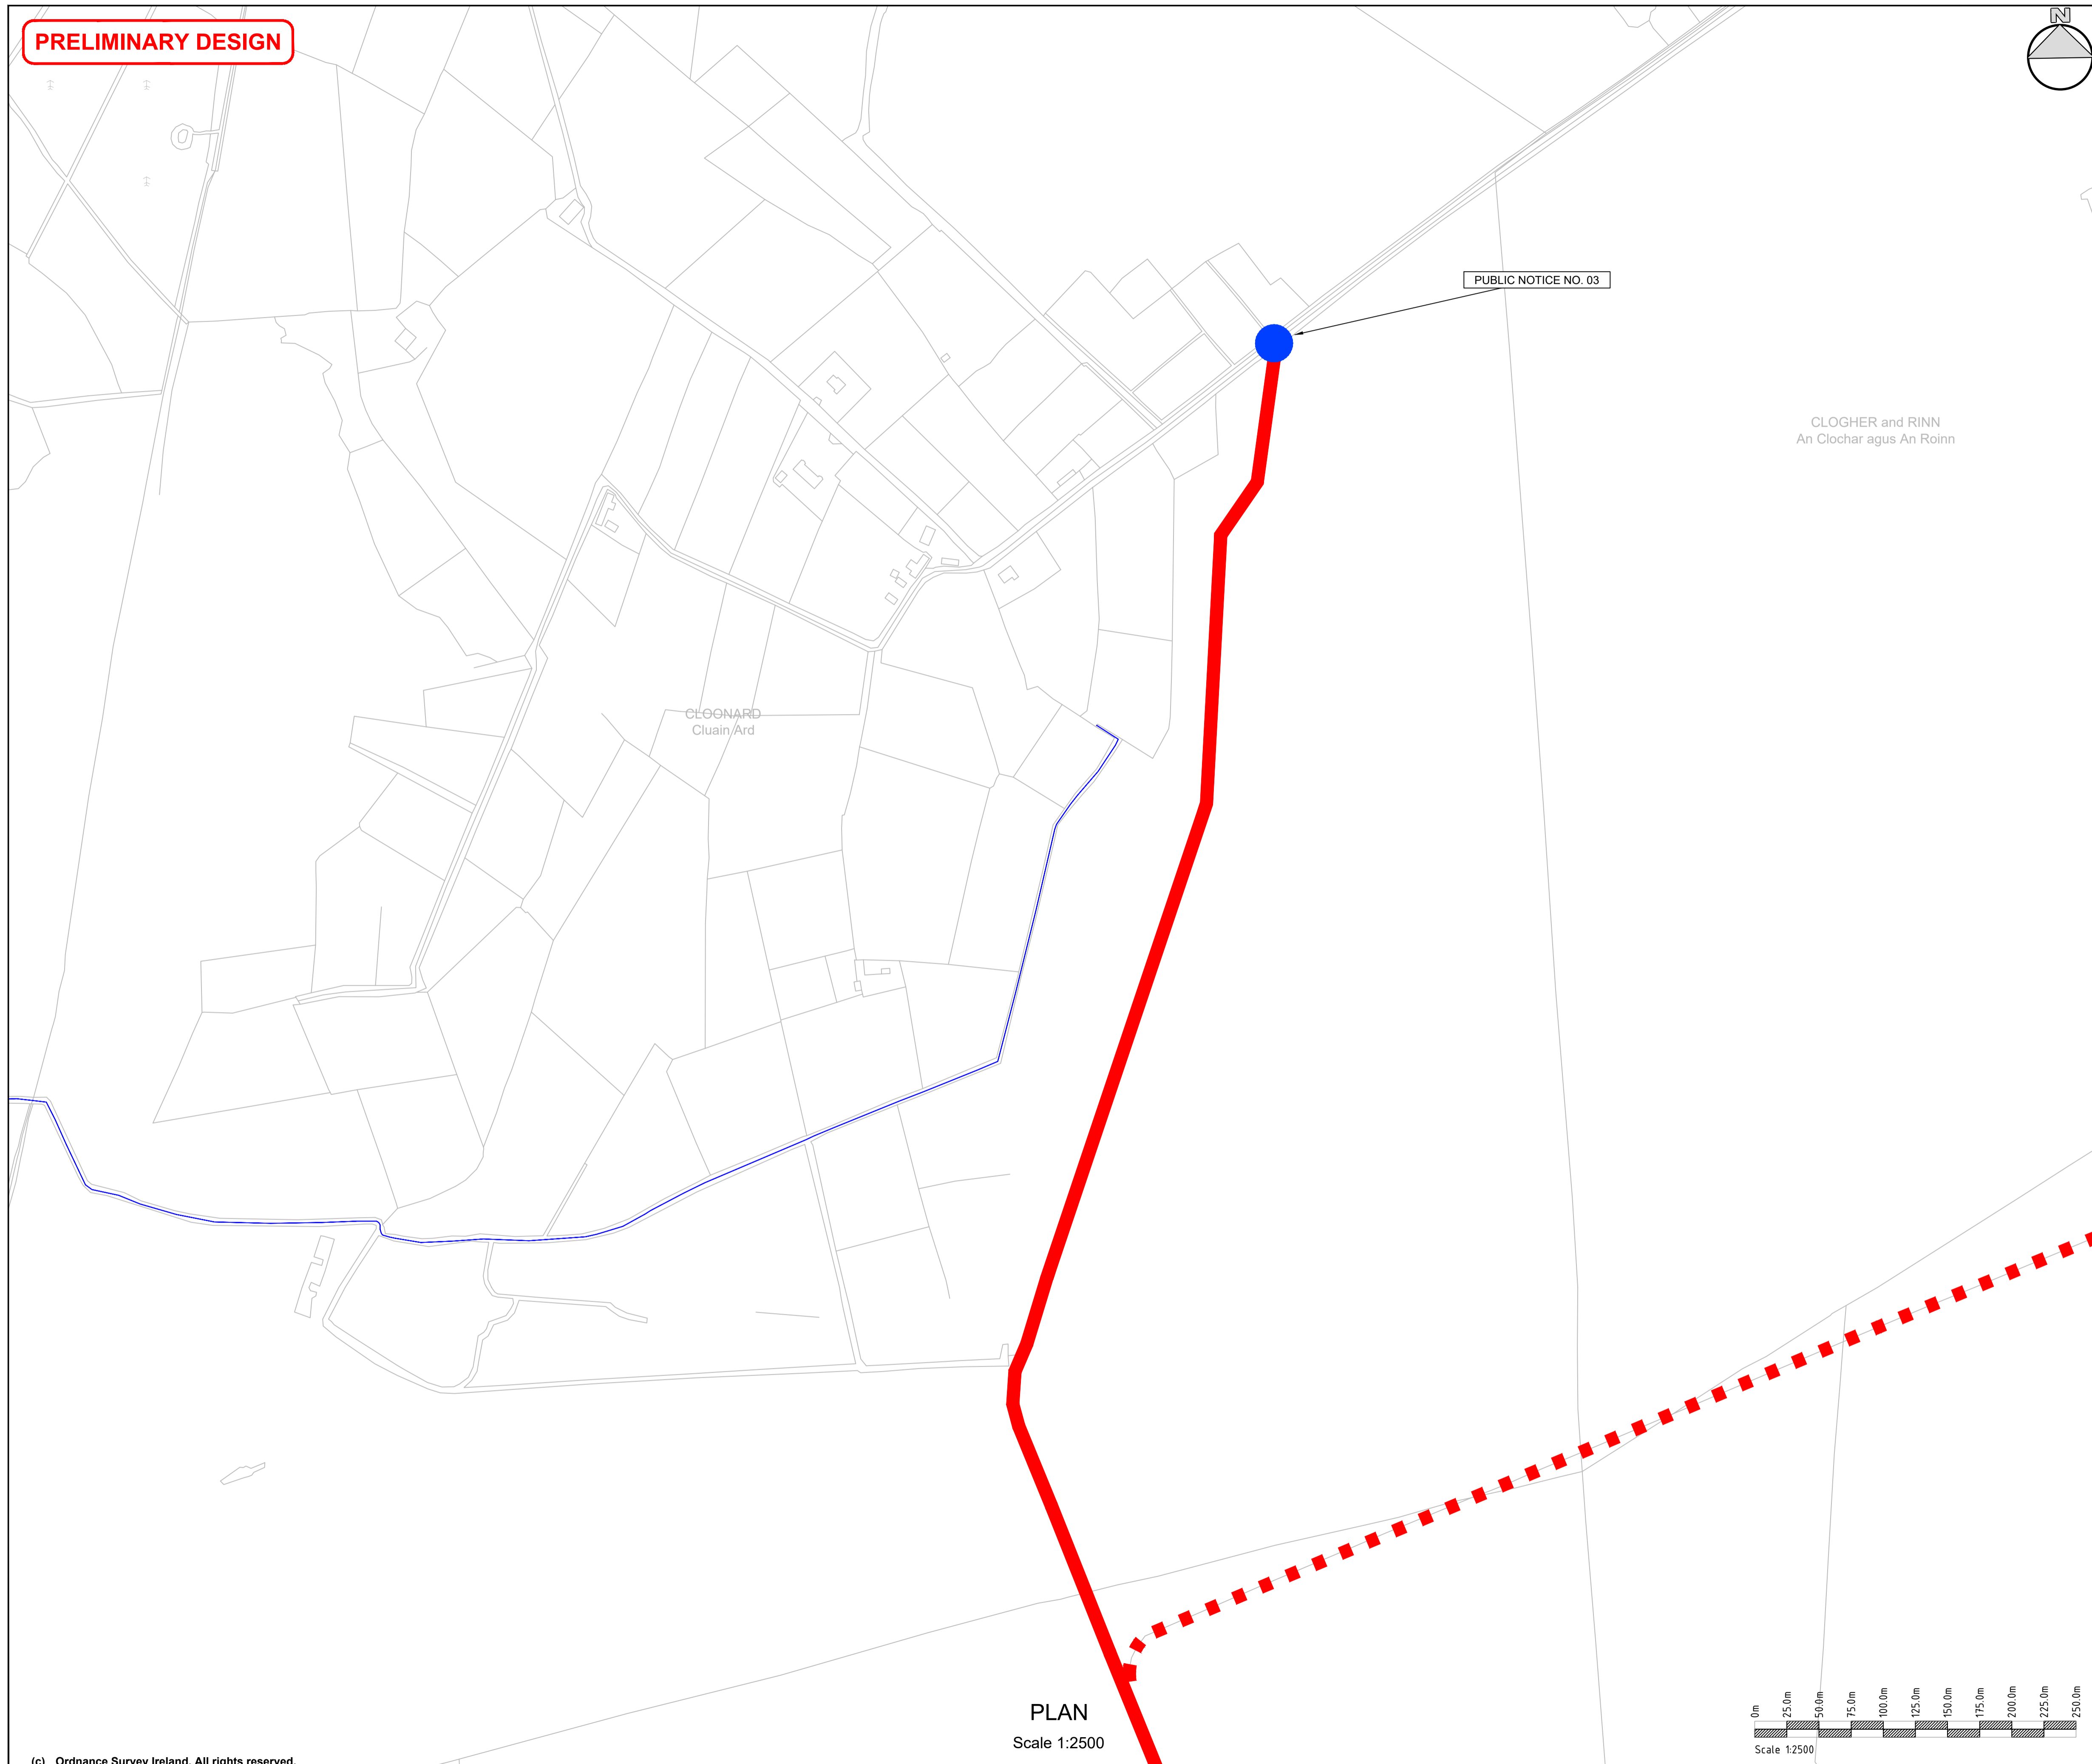 PRELIMINARY DESIGN
N
PUBLIC NOTICE NO. 03
CLOGHER and RINN
An Clochar agus An Roinn
CLOONARD
Cluain Ard
PLAN
Scale 1:2500
0m
25.0m
50.0m
75.0m
100.0m
125.0m
150.0m
175.0m
200.0m
225.0m
250.0m
Scale 1:2500
(c) Ordnance Survey Ireland. All rights reserved.